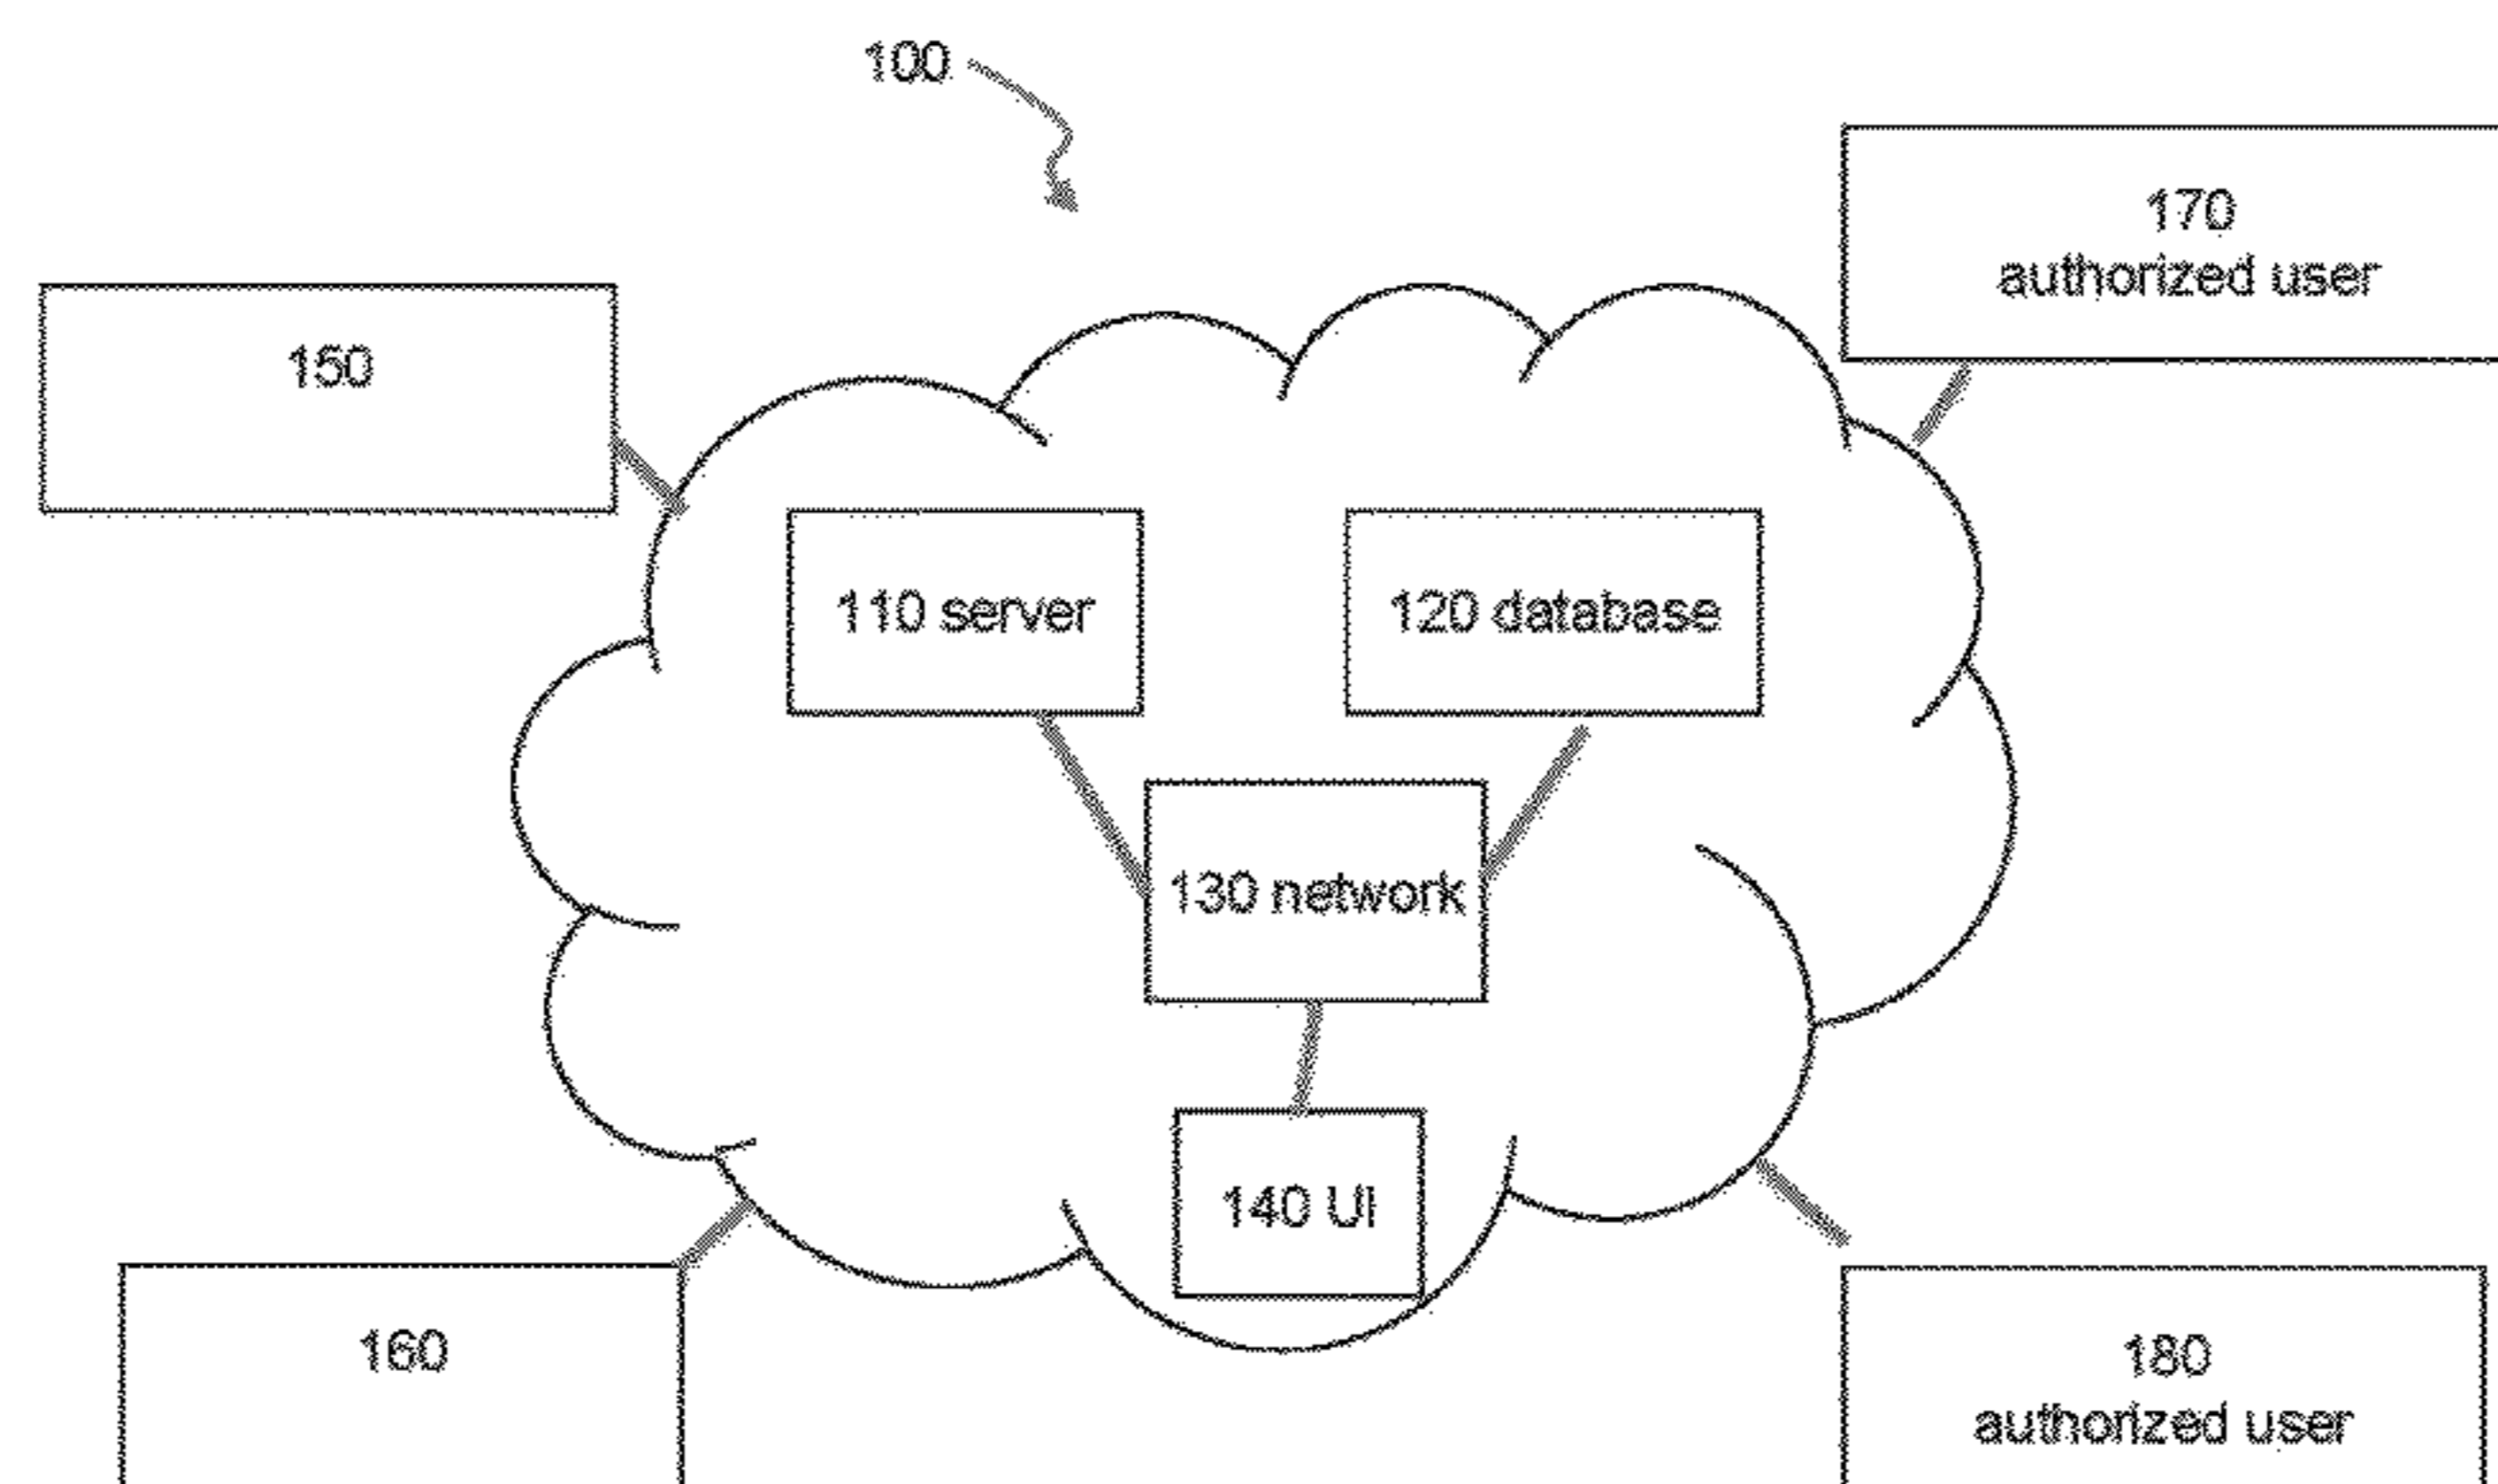 100
170
authorized user
150
110 server
120 database
130 network
140 UI
160
180
authorized user